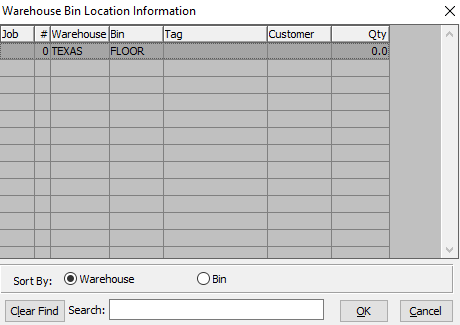 Warehouse Bin Location Information
Job # Warehouse Bin Tag Customer Qty
0 TEXAS FLOOR 0.0
Sort By: Warehouse Bin
Clear Find Search: OK Cancel